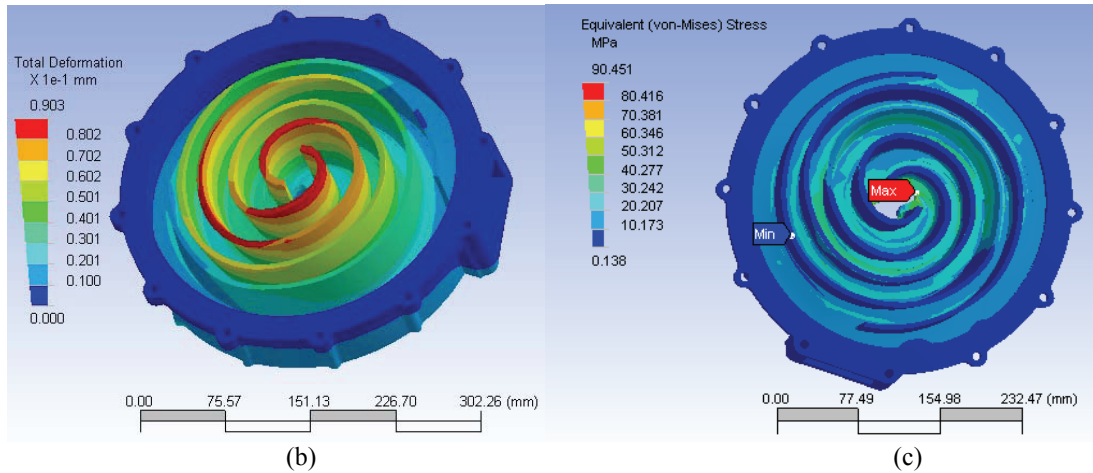 Total Deformation
X 1e-1 mm
0.903
0.802
0.702
0.602
0.501
0.401
0.301
0.201
0.100
0.000
0.00 75.57 151.13 226.70 302.26 (mm)
(b)
Equivalent (von-Mises) Stress
MPa
90.451
80.416
70.381
60.346
50.312
40.277
30.242
20.207
10.173
0.138
Max
Min
0.00 77.49 154.98 232.47 (mm)
(c)